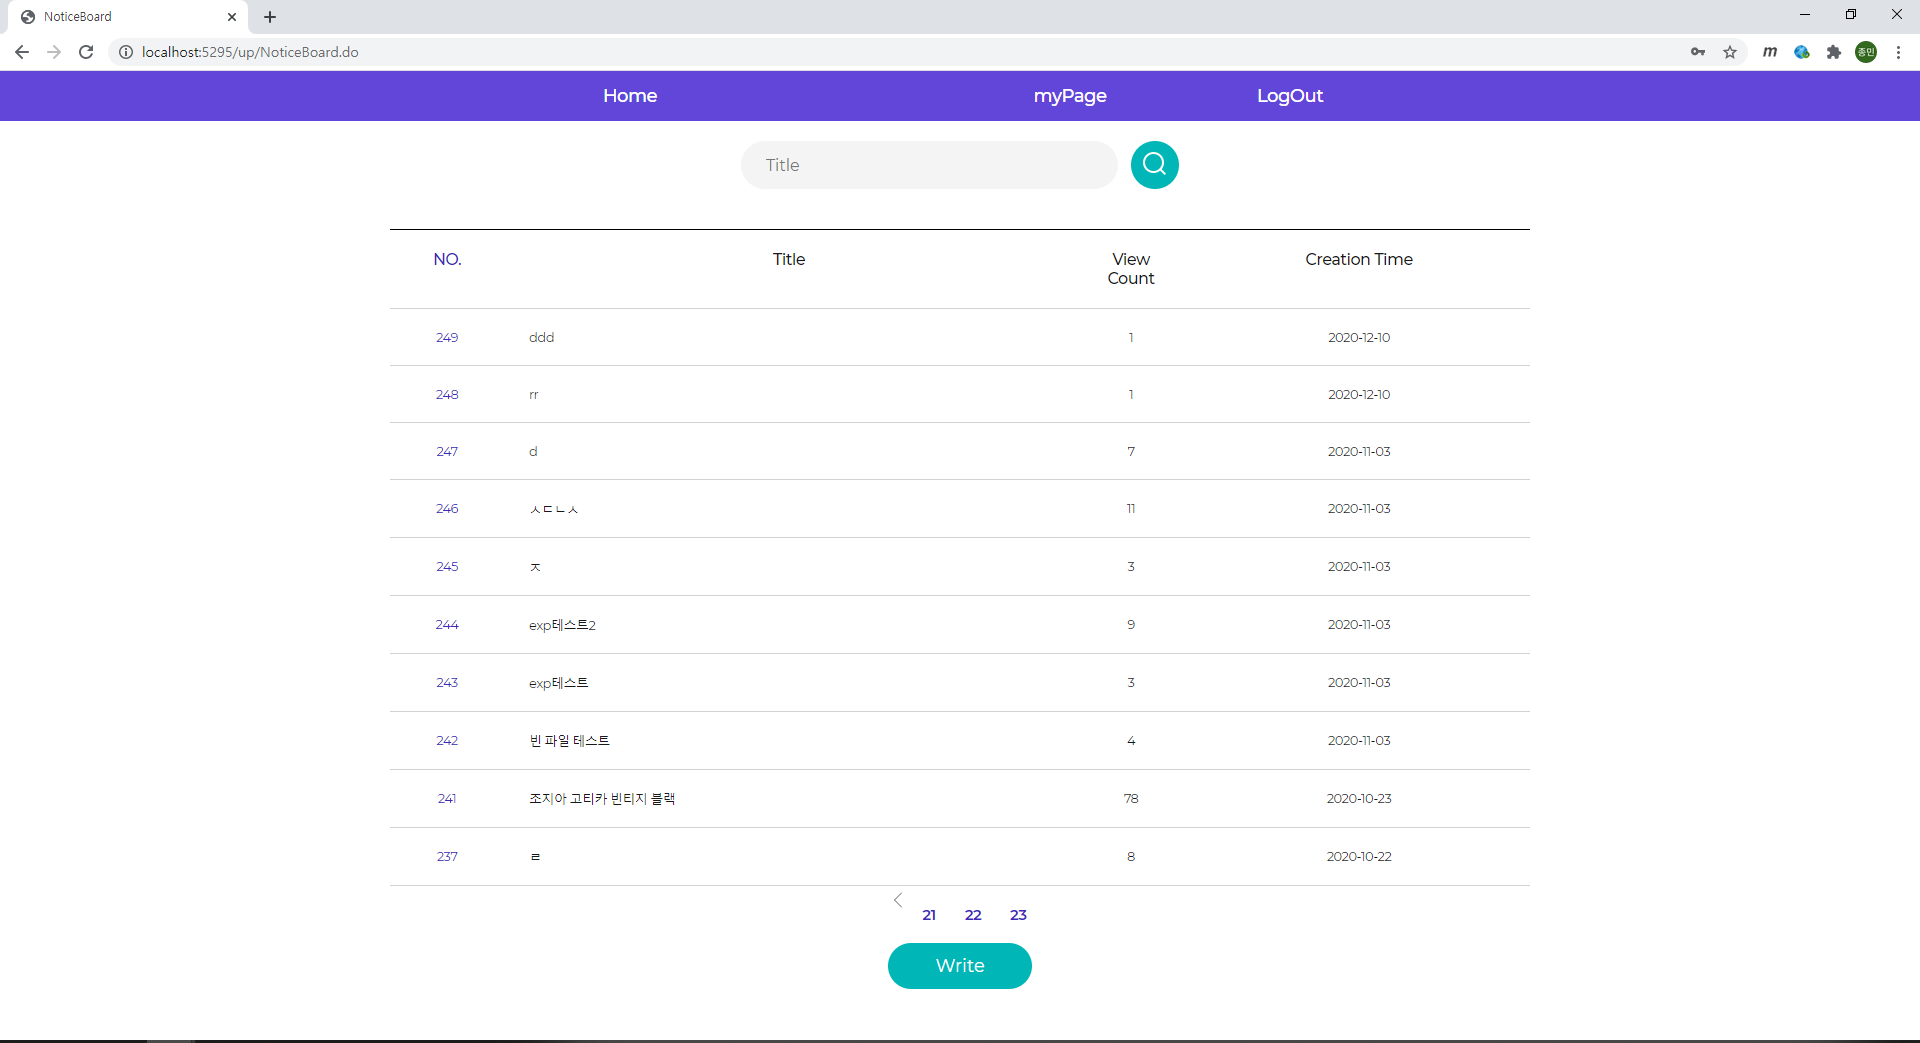 NoticeBoard
localhost:5295/up/NoticeBoard.do
m
종민
Home myPage LogOut
Title
NO. Title View Count Creation Time
249 ddd 1 2020-12-10
248 rr 1 2020-12-10
247 d 7 2020-11-03
246 ㅅㄷㄴㅅ 11 2020-11-03
245 ㅈ 3 2020-11-03
244 exp테스트2 9 2020-11-03
243 exp테스트 3 2020-11-03
242 빈 파일 테스트 4 2020-11-03
241 조지아 고티카 빈티지 블랙 78 2020-10-23
237 ㄹ 8 2020-10-22
21 22 23
Write